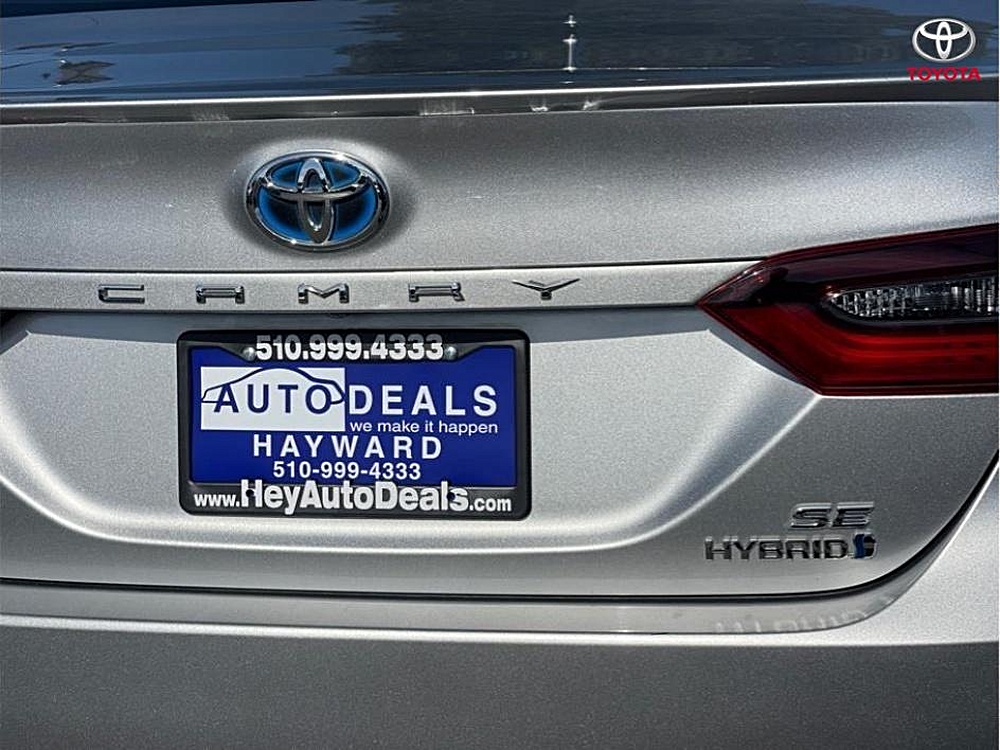 TOYOTA
CAMRY
510.999.4333
AUTO DEALS
we make it happen
HAYWARD
510-999-4333
www.HeyAutoDeals.com
SE
HYBRID